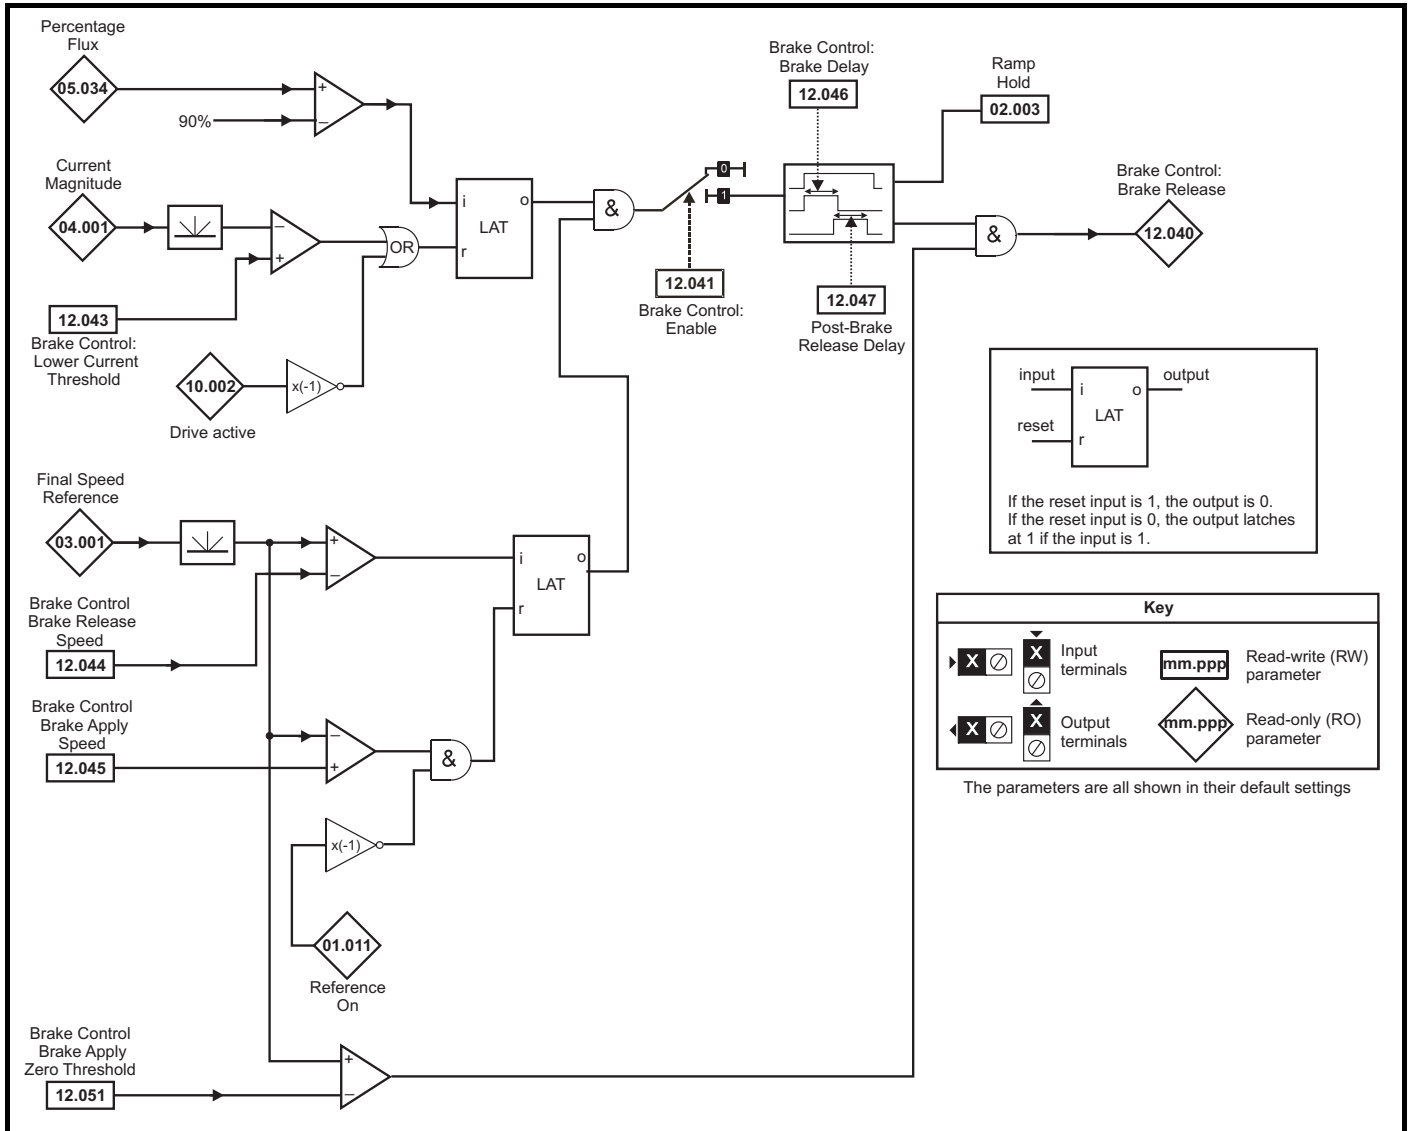 Percentage
Flux
05.034
+
90%
–
Current
Magnitude
04.001
–
+
OR
12.043
Brake Control:
Lower Current
Threshold
10.002
x(-1)
Drive active
i
o
LAT
r
&
0
1
12.041
Brake Control:
Enable
Brake Control:
Brake Delay
12.046
12.047
Post-Brake
Release Delay
Ramp
Hold
02.003
&
Brake Control:
Brake Release
12.040
Final Speed
Reference
03.001
+
–
Brake Control
Brake Release
Speed
12.044
i
o
LAT
r
Brake Control
Brake Apply
Speed
12.045
–
+
&
x(-1)
01.011
Reference
On
Brake Control
Brake Apply
Zero Threshold
12.051
+
–
input
output
i
o
LAT
reset
r
If the reset input is 1, the output is 0.
If the reset input is 0, the output latches
at 1 if the input is 1.
Key
X
X
Input
terminals
mm.ppp
Read-write (RW)
parameter
X
X
Output
terminals
mm.ppp
Read-only (RO)
parameter
The parameters are all shown in their default settings